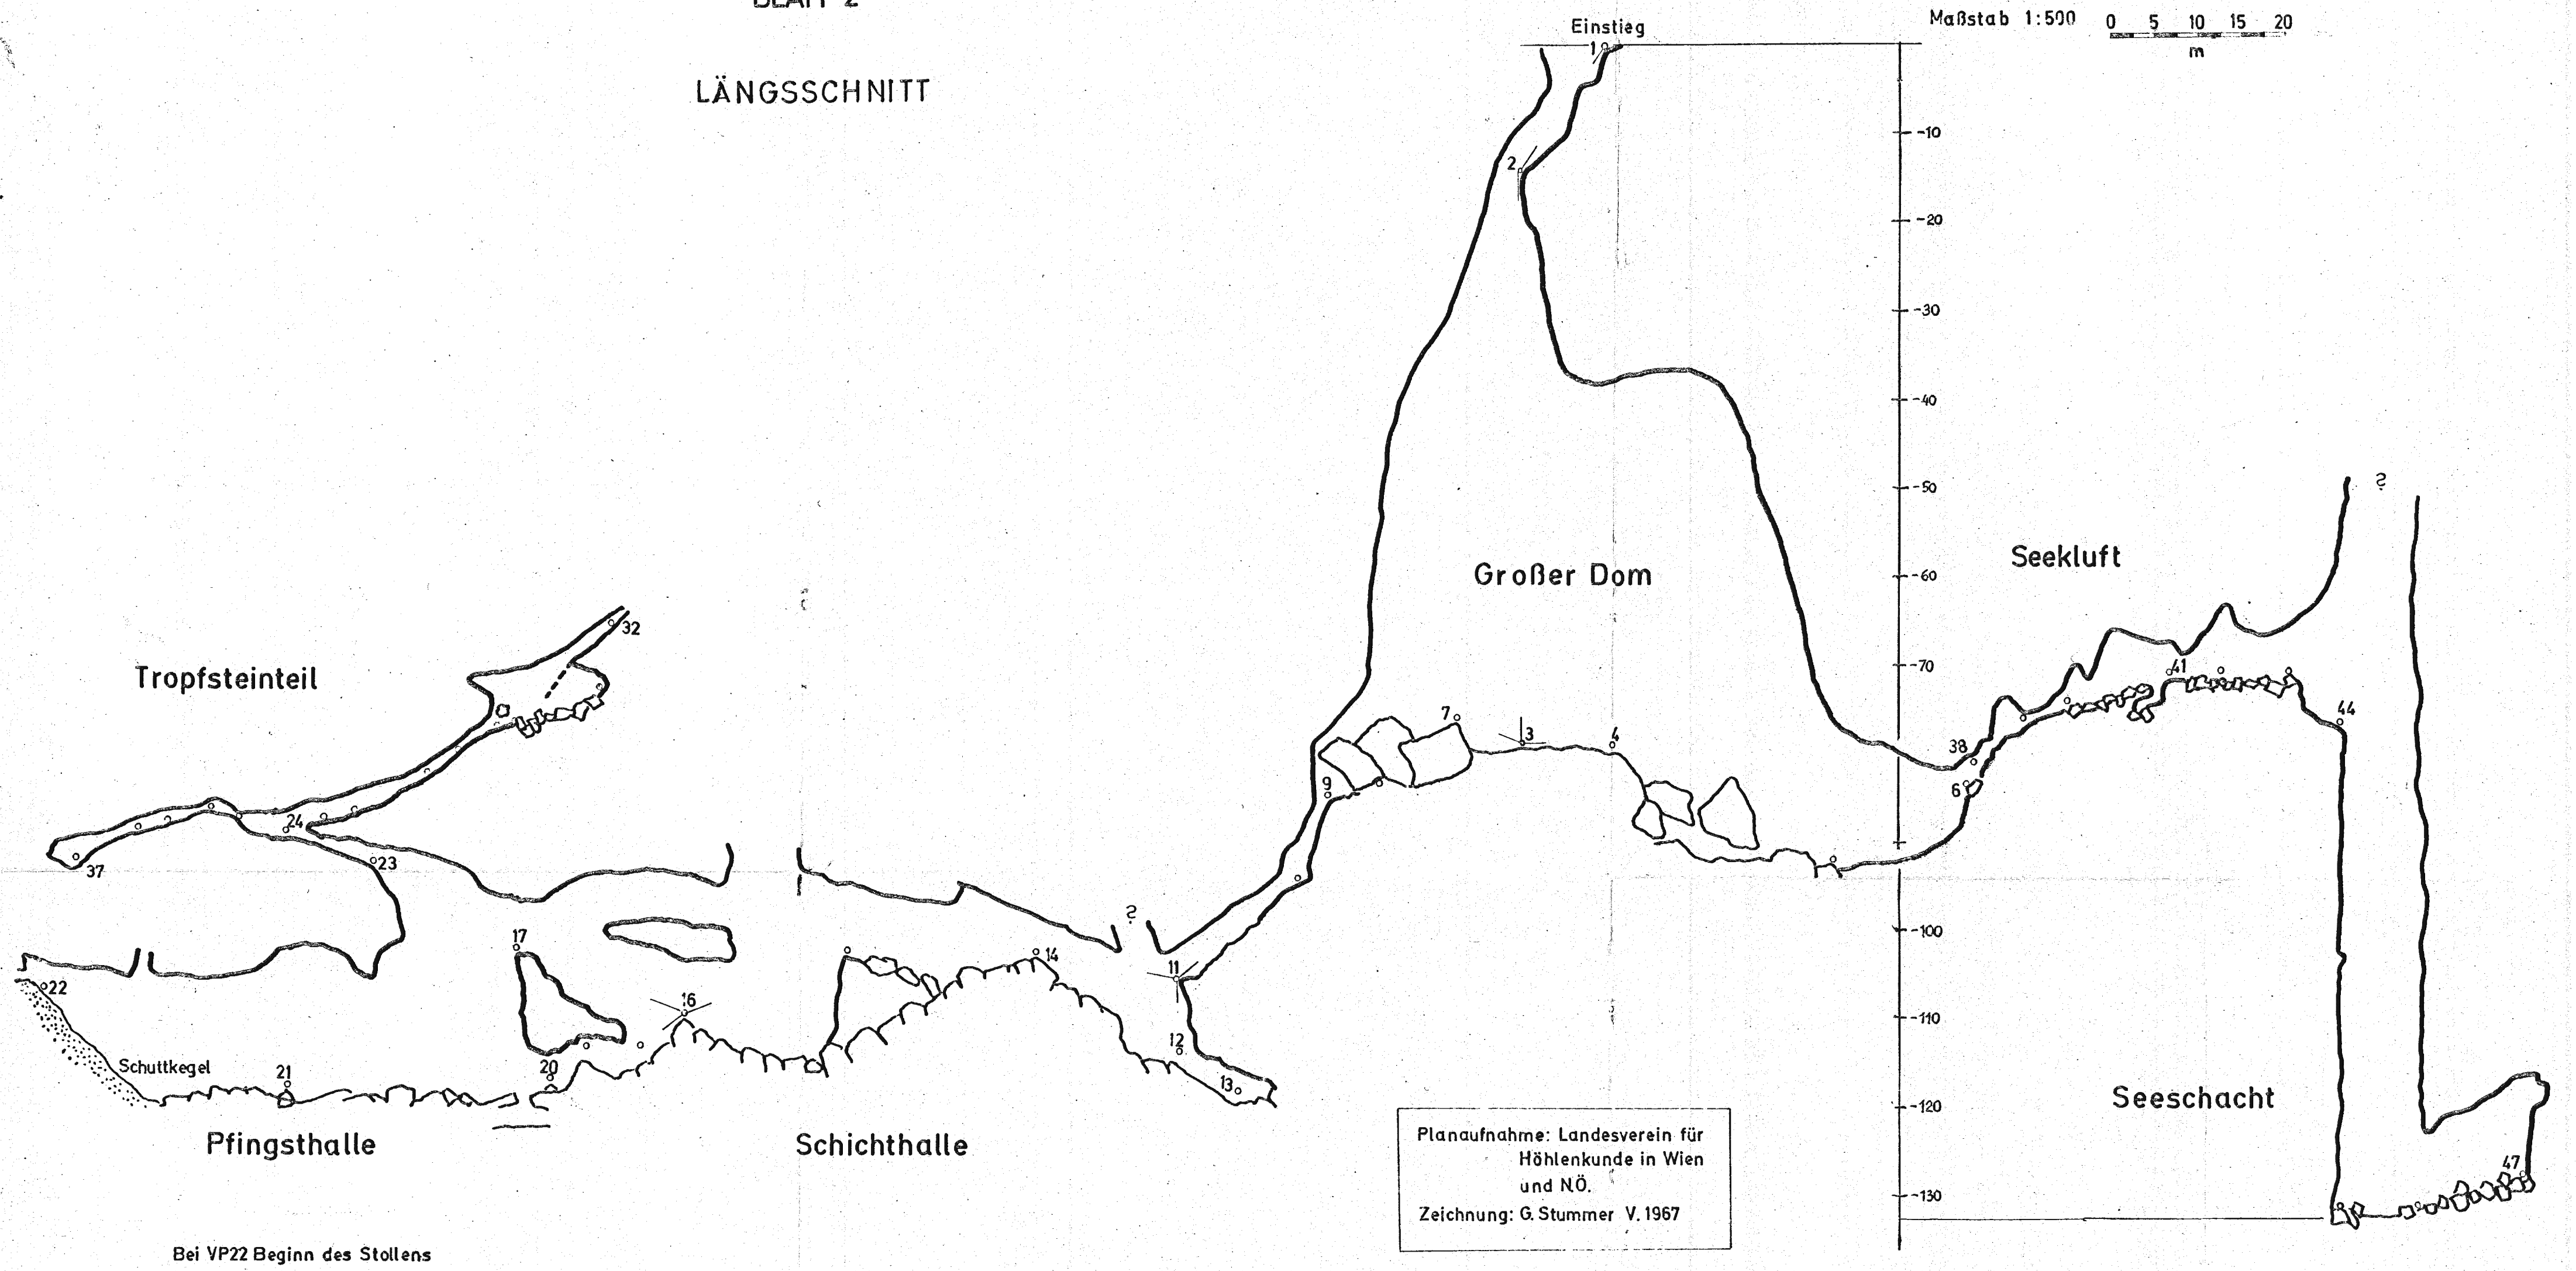 BLATT 2
LÄNGSSCHNITT
Einstieg
Maßstab 1:500 0 5 10 15 20
m
1
2
-10
-20
-30
-40
-50
-60
-70
-100
-110
-120
-130
?
Seekluft
Großer Dom
Tropfsteinteil
32
24
37
23
7
3
4
9
38
6
41
44
?
17
22
16
14
11
12
13
20
21
Schuttkegel
Pfingsthalle
Schichthalle
Seeschacht
47
Planaufnahme: Landesverein für
Höhlenkunde in Wien
und N.Ö.
Zeichnung: G. Stummer V. 1967
Bei VP22 Beginn des Stollens